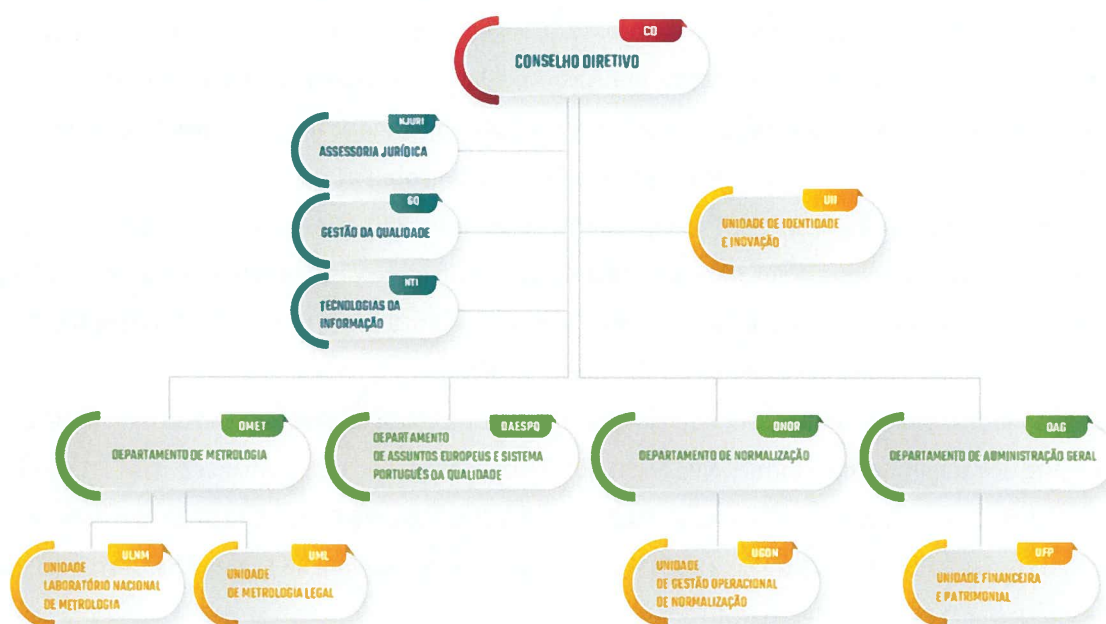 CD
CONSELHO DIRETIVO
NJURI
ASSESSORIA JURÍDICA
GQ
GESTÃO DA QUALIDADE
UII
UNIDADE DE IDENTIDADE
E INOVAÇÃO
NTI
TECNOLOGIAS DA
INFORMAÇÃO
DMET
DEPARTAMENTO DE METROLOGIA
DAESPQ
DEPARTAMENTO
DE ASSUNTOS EUROPEUS E SISTEMA
PORTUGUÊS DA QUALIDADE
DNOR
DEPARTAMENTO DE NORMALIZAÇÃO
DAG
DEPARTAMENTO DE ADMINISTRAÇÃO GERAL
ULNM
UNIDADE
LABORATÓRIO NACIONAL
DE METROLOGIA
UML
UNIDADE
DE METROLOGIA LEGAL
UGON
UNIDADE
DE GESTÃO OPERACIONAL
DE NORMALIZAÇÃO
UFP
UNIDADE FINANCEIRA
E PATRIMONIAL